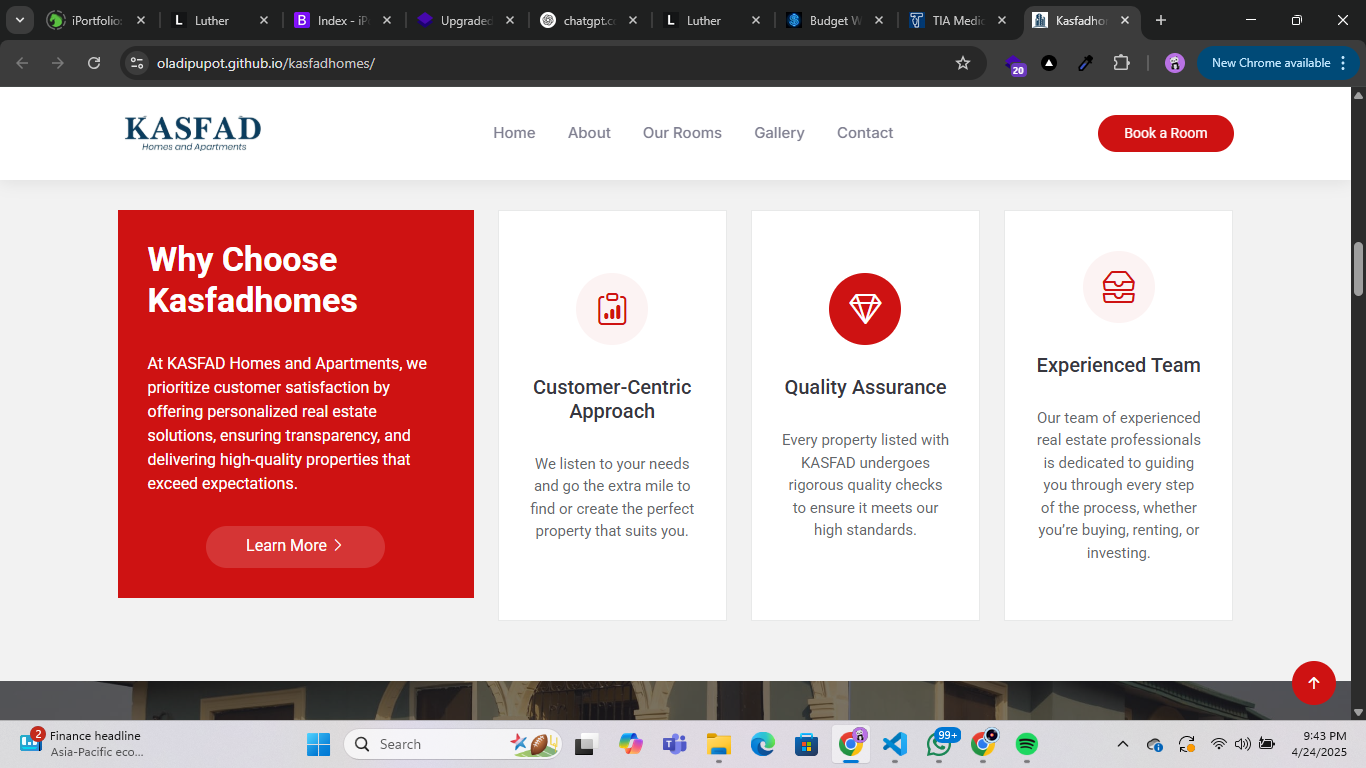 iPortfolio
Luther
Index - iP
Upgraded
chatgpt.co
Luther
Budget W
TIA Medic
Kasfadho
oladipupot.github.io/kasfadhomes/
20
New Chrome available
KASFAD
Homes and Apartments
Home
About
Our Rooms
Gallery
Contact
Book a Room
Why Choose
Kasfadhomes
At KASFAD Homes and Apartments, we
prioritize customer satisfaction by
offering personalized real estate
solutions, ensuring transparency, and
delivering high-quality properties that
exceed expectations.
Learn More
Customer-Centric
Approach
We listen to your needs
and go the extra mile to
find or create the perfect
property that suits you.
Quality Assurance
Every property listed with
KASFAD undergoes
rigorous quality checks
to ensure it meets our
high standards.
Experienced Team
Our team of experienced
real estate professionals
is dedicated to guiding
you through every step
of the process, whether
you're buying, renting, or
investing.
2
Finance headline
Asia-Pacific eco...
Search
99+
9:43 PM
4/24/2025